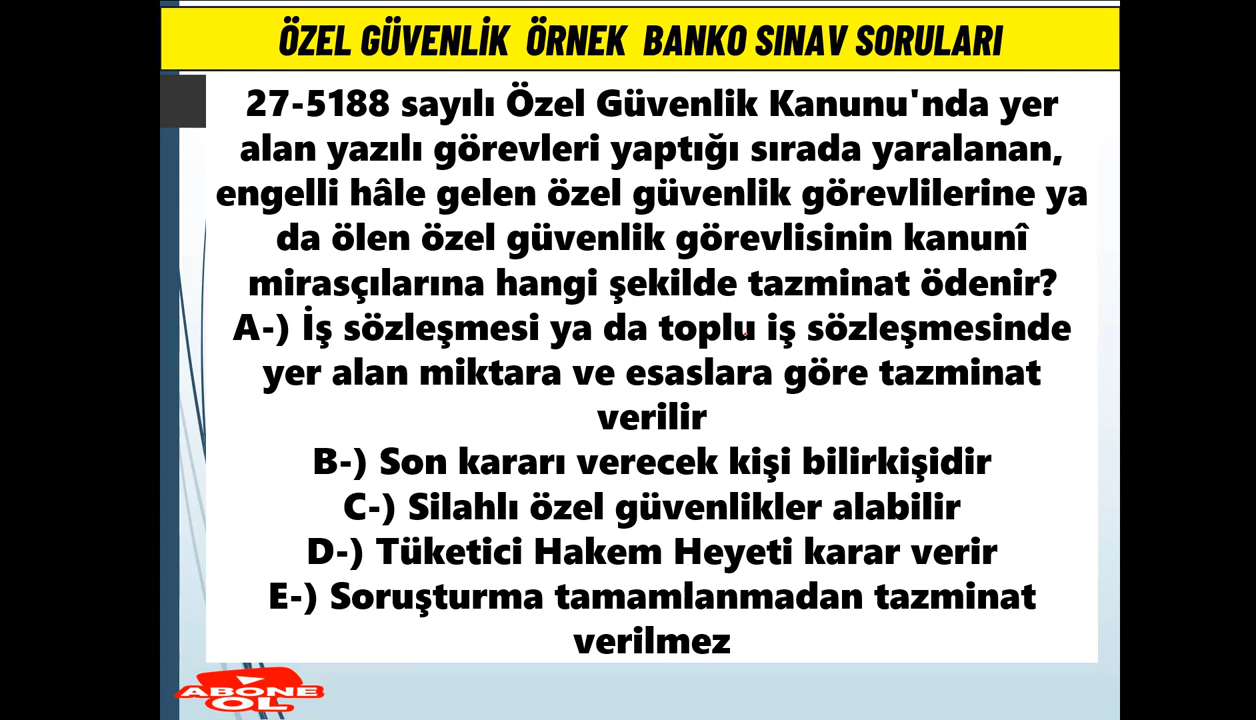 ÖZEL GÜVENLİK ÖRNEK BANKO SINAV SORULARI
27-5188 sayılı Özel Güvenlik Kanunu'nda yer
alan yazılı görevleri yaptığı sırada yaralanan,
engelli hâle gelen özel güvenlik görevlilerine ya
da ölen özel güvenlik görevlisinin kanunî
mirasçılarına hangi şekilde tazminat ödenir?
A-) İş sözleşmesi ya da toplu iş sözleşmesinde
yer alan miktara ve esaslara göre tazminat
verilir
B-) Son kararı verecek kişi bilirkişidir
C-) Silahlı özel güvenlikler alabilir
D-) Tüketici Hakem Heyeti karar verir
E-) Soruşturma tamamlanmadan tazminat
verilmez
ABONE
OL